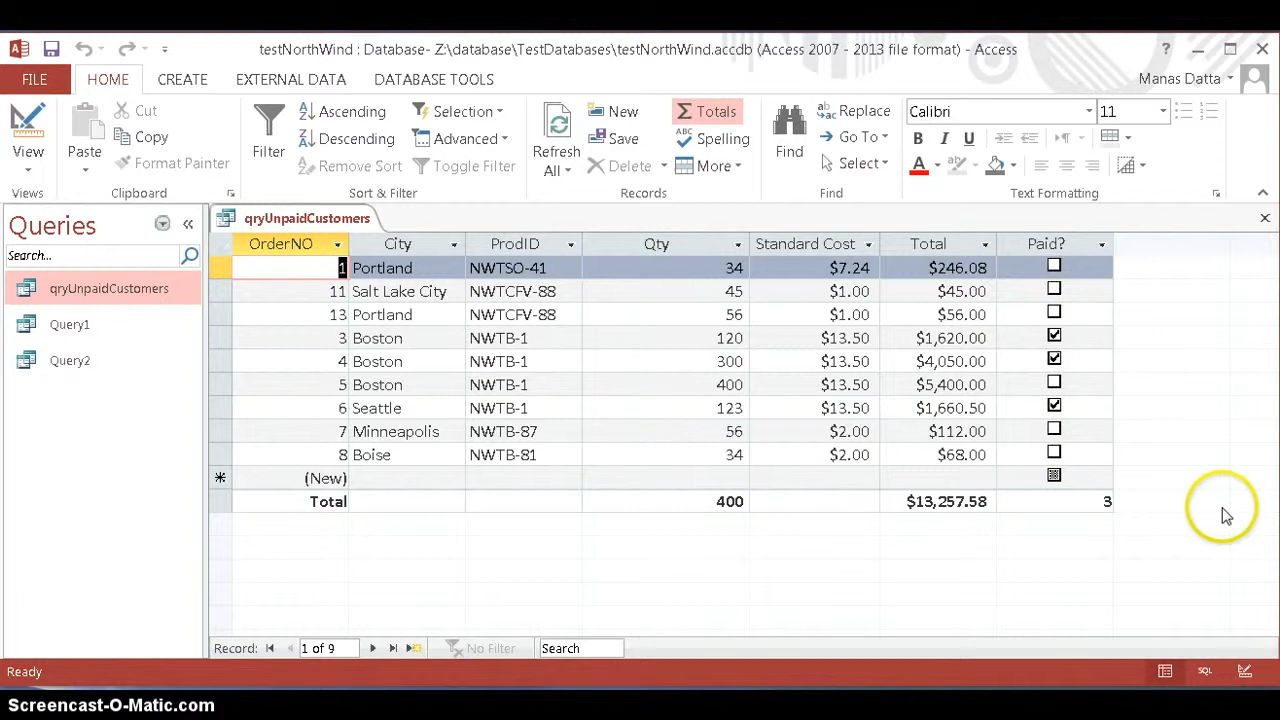 testNorthWind : Database- Z:\database\TestDatabases\testNorthWind.accdb (Access 2007 - 2013 file format) - Access
FILE HOME CREATE EXTERNAL DATA DATABASE TOOLS Manas Datta
View
Views
Paste
Cut
Copy
Format Painter
Clipboard
Filter
Ascending
Descending
Remove Sort
Selection
Advanced
Toggle Filter
Sort & Filter
Refresh
All
New
Save
Delete
Totals
Spelling
More
Records
Find
Replace
Go To
Select
Find
Calibri 11
B I U
A
Text Formatting
Queries
Search...
qryUnpaidCustomers
Query1
Query2
qryUnpaidCustomers
OrderNO City ProdID Qty Standard Cost Total Paid?
1 Portland NWTSO-41 34 $7.24 $246.08
11 Salt Lake City NWTCFV-88 45 $1.00 $45.00
13 Portland NWTCFV-88 56 $1.00 $56.00
3 Boston NWTB-1 120 $13.50 $1,620.00
4 Boston NWTB-1 300 $13.50 $4,050.00
5 Boston NWTB-1 400 $13.50 $5,400.00
6 Seattle NWTB-1 123 $13.50 $1,660.50
7 Minneapolis NWTB-87 56 $2.00 $112.00
8 Boise NWTB-81 34 $2.00 $68.00
(New)
Total 400 $13,257.58 3
Record: 1 of 9 No Filter Search
Ready SQL
Screencast-O-Matic.com